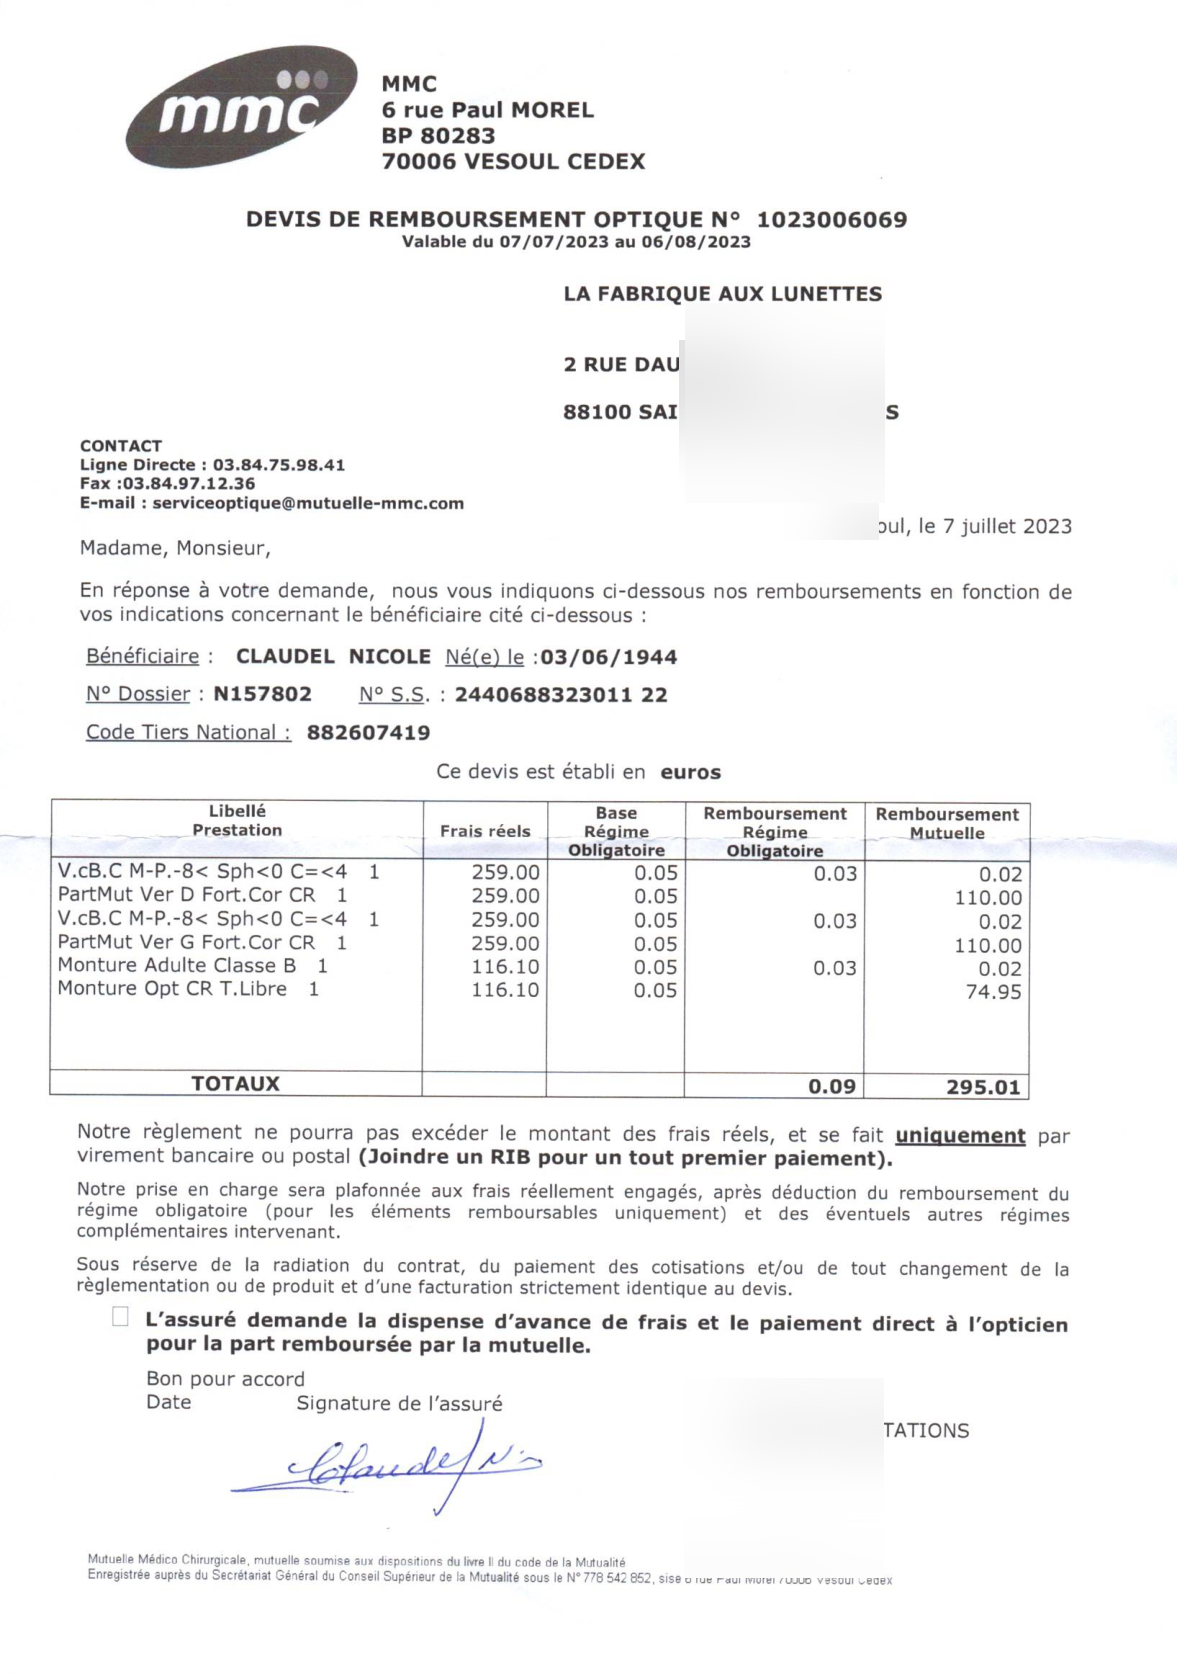 mmc
MMC
6 rue Paul MOREL
BP 80283
70006 VESOUL CEDEX
DEVIS DE REMBOURSEMENT OPTIQUE N° 1023006069
Valable du 07/07/2023 au 06/08/2023
LA FABRIQUE AUX LUNETTES
2 RUE DAU
88100 SAI S
CONTACT
Ligne Directe : 03.84.75.98.41
Fax :03.84.97.12.36
E-mail : serviceoptique@mutuelle-mmc.com
oul, le 7 juillet 2023
Madame, Monsieur,
En réponse à votre demande, nous vous indiquons ci-dessous nos remboursements en fonction de
vos indications concernant le bénéficiaire cité ci-dessous :
Bénéficiaire : CLAUDEL NICOLE Né(e) le :03/06/1944
N° Dossier : N157802 N° S.S. : 2440688323011 22
Code Tiers National : 882607419
Ce devis est établi en euros
Libellé Prestation Frais réels Base Régime Obligatoire Remboursement Régime Obligatoire Remboursement Mutuelle
V.cB.C M-P.-8< Sph<0 C=<4 1 259.00 0.05 0.03 0.02
PartMut Ver D Fort.Cor CR 1 259.00 0.05 110.00
V.cB.C M-P.-8< Sph<0 C=<4 1 259.00 0.05 0.03 0.02
PartMut Ver G Fort.Cor CR 1 259.00 0.05 110.00
Monture Adulte Classe B 1 116.10 0.05 0.03 0.02
Monture Opt CR T.Libre 1 116.10 0.05 74.95
TOTAUX 0.09 295.01
Notre règlement ne pourra pas excéder le montant des frais réels, et se fait uniquement par
virement bancaire ou postal (Joindre un RIB pour un tout premier paiement).
Notre prise en charge sera plafonnée aux frais réellement engagés, après déduction du remboursement du
régime obligatoire (pour les éléments remboursables uniquement) et des éventuels autres régimes
complémentaires intervenant.
Sous réserve de la radiation du contrat, du paiement des cotisations et/ou de tout changement de la
règlementation ou de produit et d'une facturation strictement identique au devis.
L'assuré demande la dispense d'avance de frais et le paiement direct à l'opticien
pour la part remboursée par la mutuelle.
Bon pour accord
Date Signature de l'assuré
TATIONS
Mutuelle Médico Chirurgicale, mutuelle soumise aux dispositions du livre II du code de la Mutualité
Enregistrée auprès du Secrétariat Général du Conseil Supérieur de la Mutualité sous le N° 778 542 852, sise 6 rue Paul Morel 70006 Vesoul Cedex